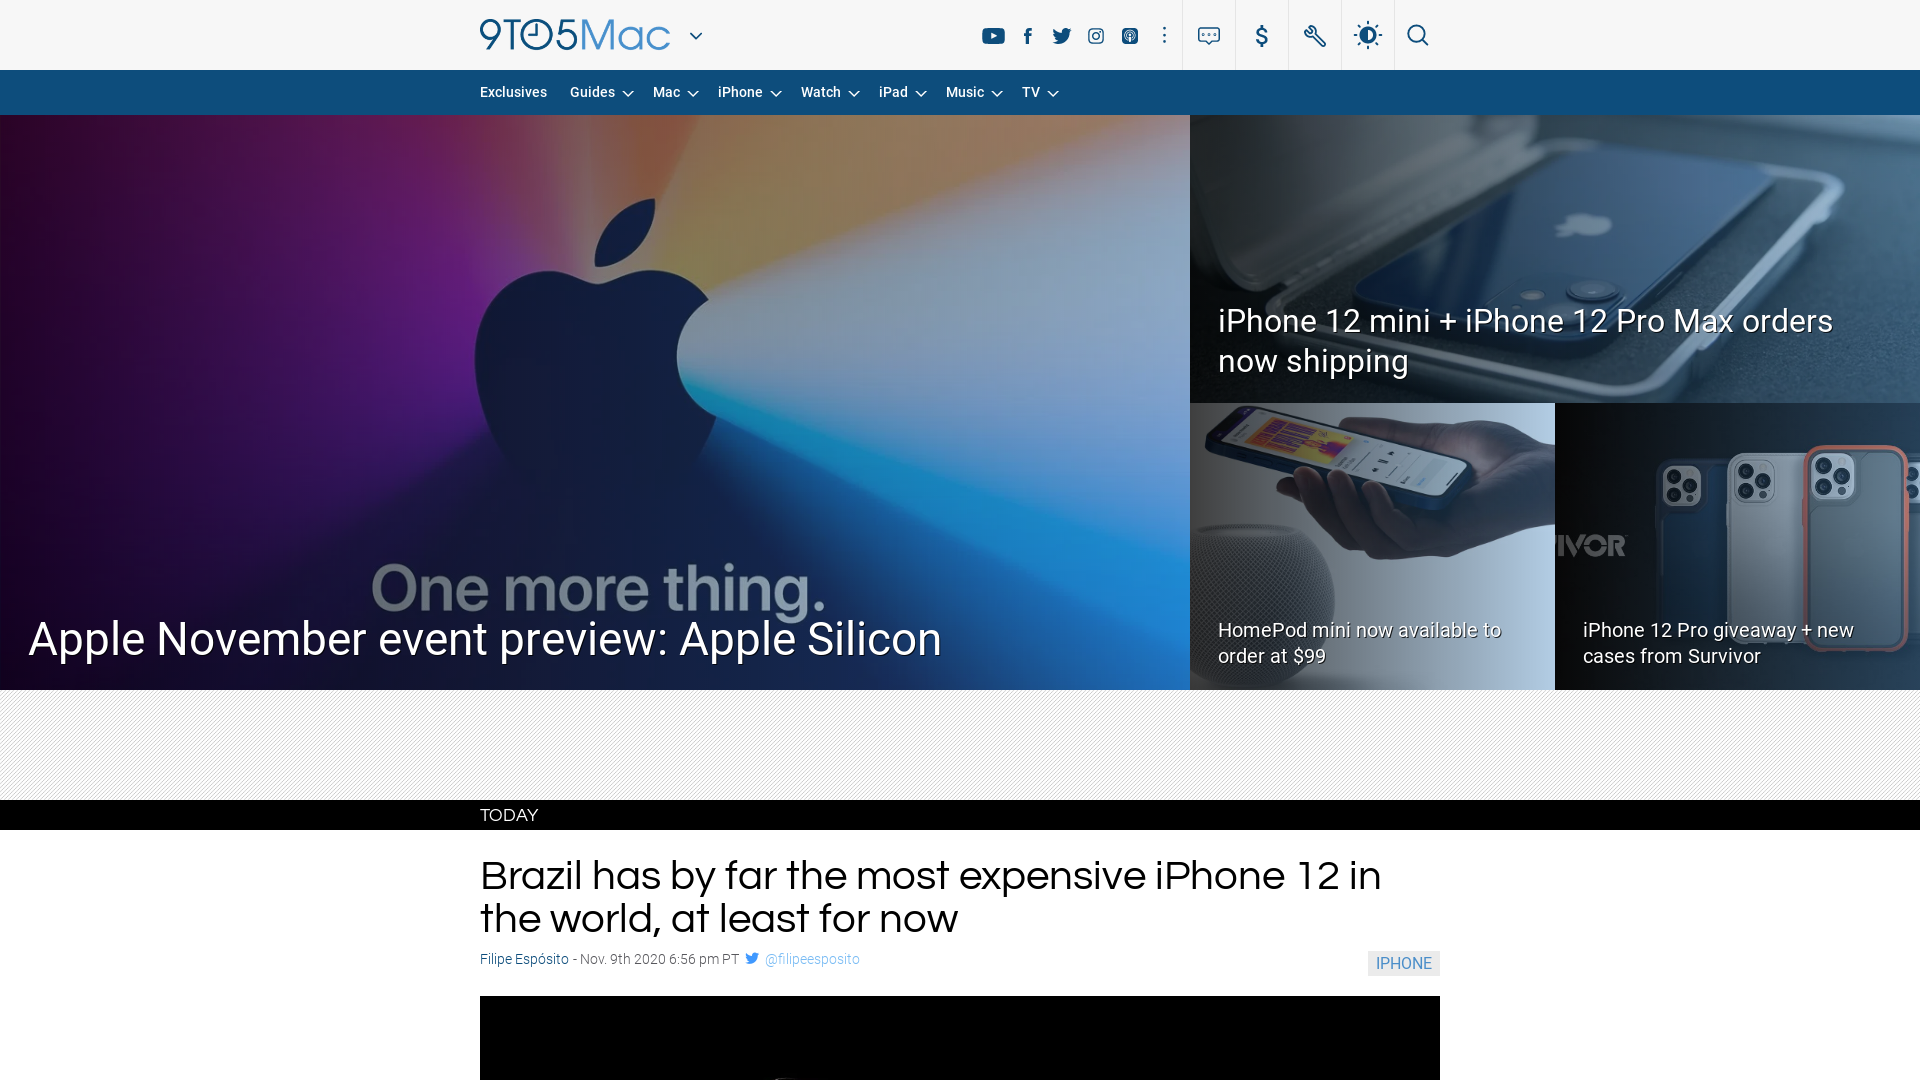 9TO5Mac
Exclusives
Guides
Mac
iPhone
Watch
iPad
Music
TV
One more thing.
Apple November event preview: Apple Silicon
iPhone 12 mini + iPhone 12 Pro Max orders
now shipping
HomePod mini now available to
order at $99
IVOR
iPhone 12 Pro giveaway + new
cases from Survivor
TODAY
Brazil has by far the most expensive iPhone 12 in
the world, at least for now
Filipe Espósito - Nov. 9th 2020 6:56 pm PT @filipeesposito
IPHONE